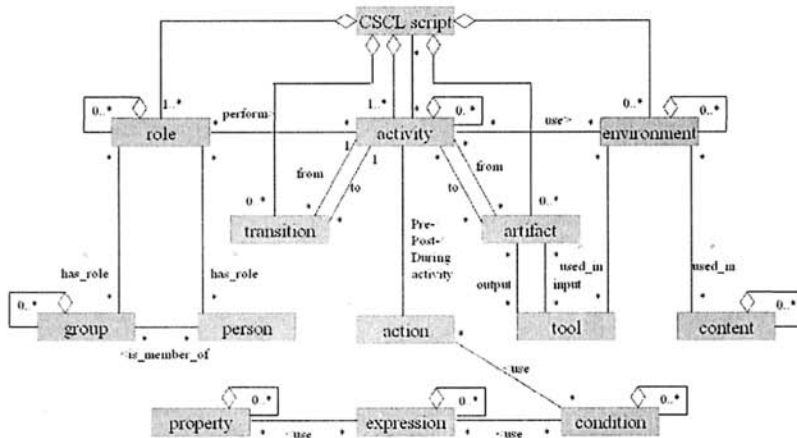 CSCL script
*
0..* 1..* 1..* * 0..* 0..* 0..*
role * perform> * activity * use> * environment
* * 1 1 * * * *
from to from to
0..* * * * * 0..*
transition artifact
Pre-
Post-/
During
activity
* *
has_role has_role output input used_in used_in
* * * * * *
0..* group * * person action * tool content 0..*
<is_member_of
<use
*
0..* 0..* 0..*
property * * expression * * condition
<use <use